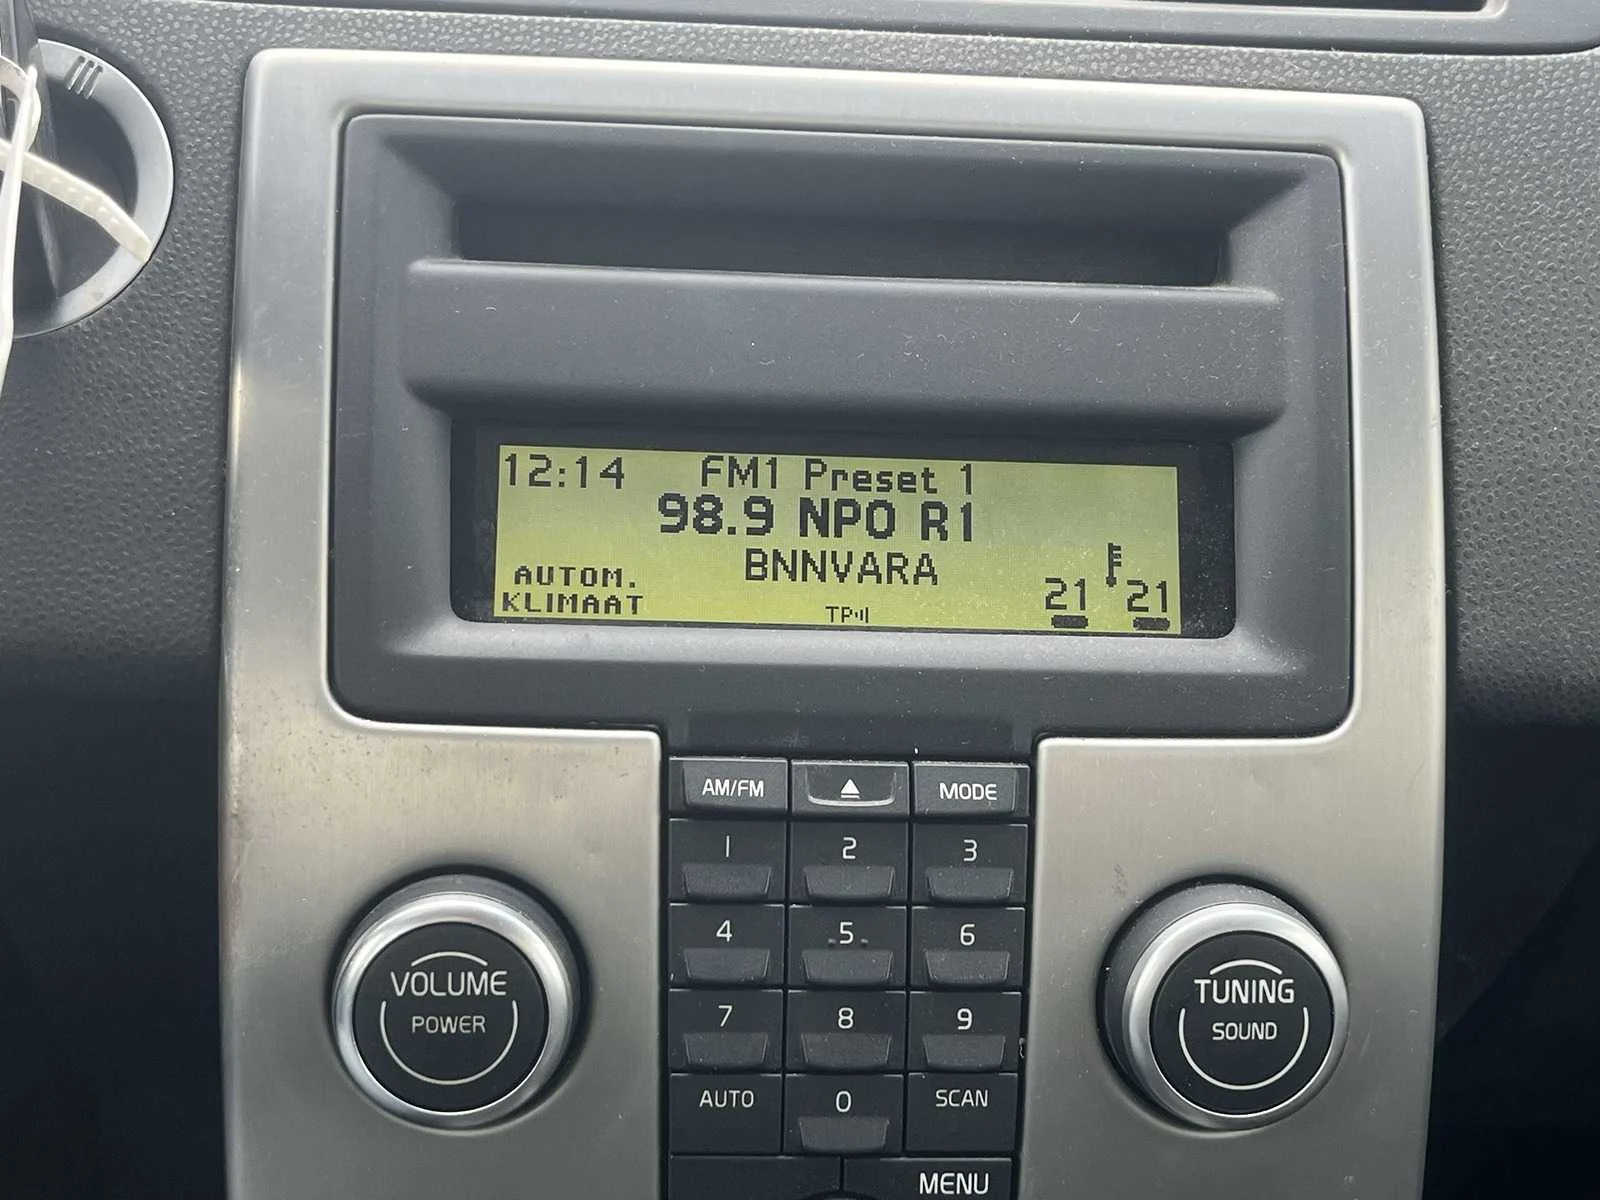 12:14 FM1 Preset 1
98.9 NPO R1
BNNVARA
AUTOM.
KLIMAAT
TP
21 21
AM/FM MODE
1 2 3
4 5 6
7 8 9
AUTO 0 SCAN
MENU
VOLUME
POWER
TUNING
SOUND